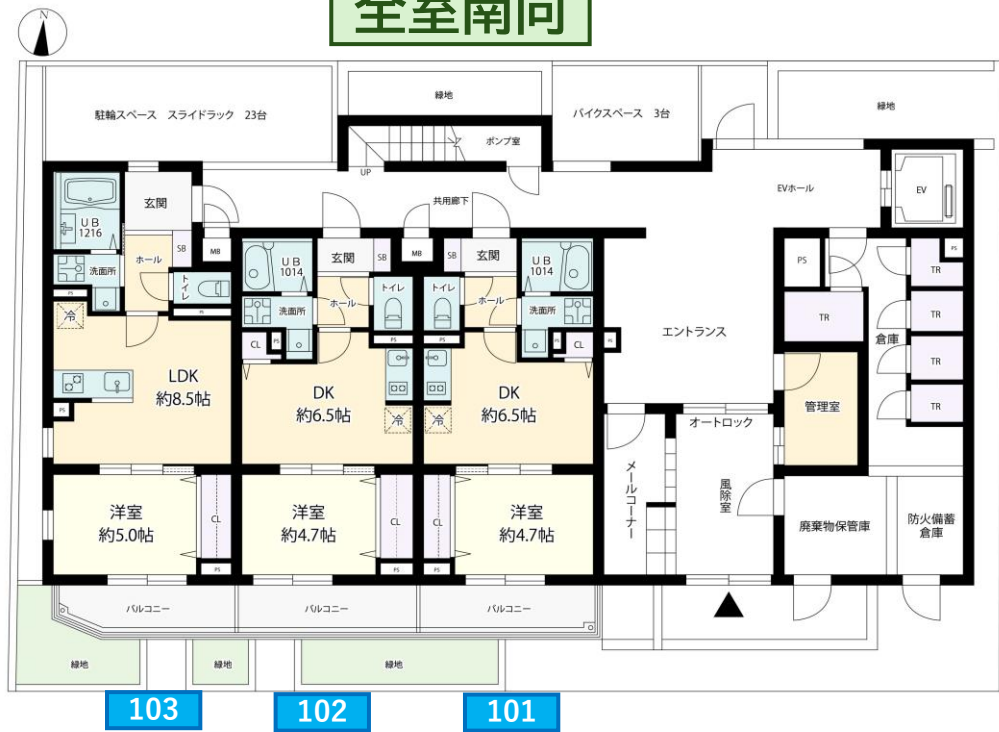 全室南向
N
緑地
駐輪スペース スライドラック 23台
バイクスペース 3台
緑地
ポンプ室
UP
共用廊下
EVホール
EV
玄関
UB
1216
SB
MB
ホール
洗面所
トイレ
PS
PS
冷
LDK
約8.5帖
PS
洋室
約5.0帖
CL
PS
UB
1014
玄関
SB
MB
ホール
トイレ
洗面所
CL
PS
PS
DK
約6.5帖
冷
洋室
約4.7帖
CL
PS
SB
玄関
UB
1014
トイレ
ホール
洗面所
PS
PS
CL
PS
DK
約6.5帖
冷
CL
洋室
約4.7帖
PS
エントランス
PS
TR
PS
TR
TR
TR
TR
倉庫
管理室
オートロック
メールコーナー
風除室
廃棄物保管庫
防火備蓄
倉庫
バルコニー
バルコニー
バルコニー
緑地
緑地
緑地
103
102
101